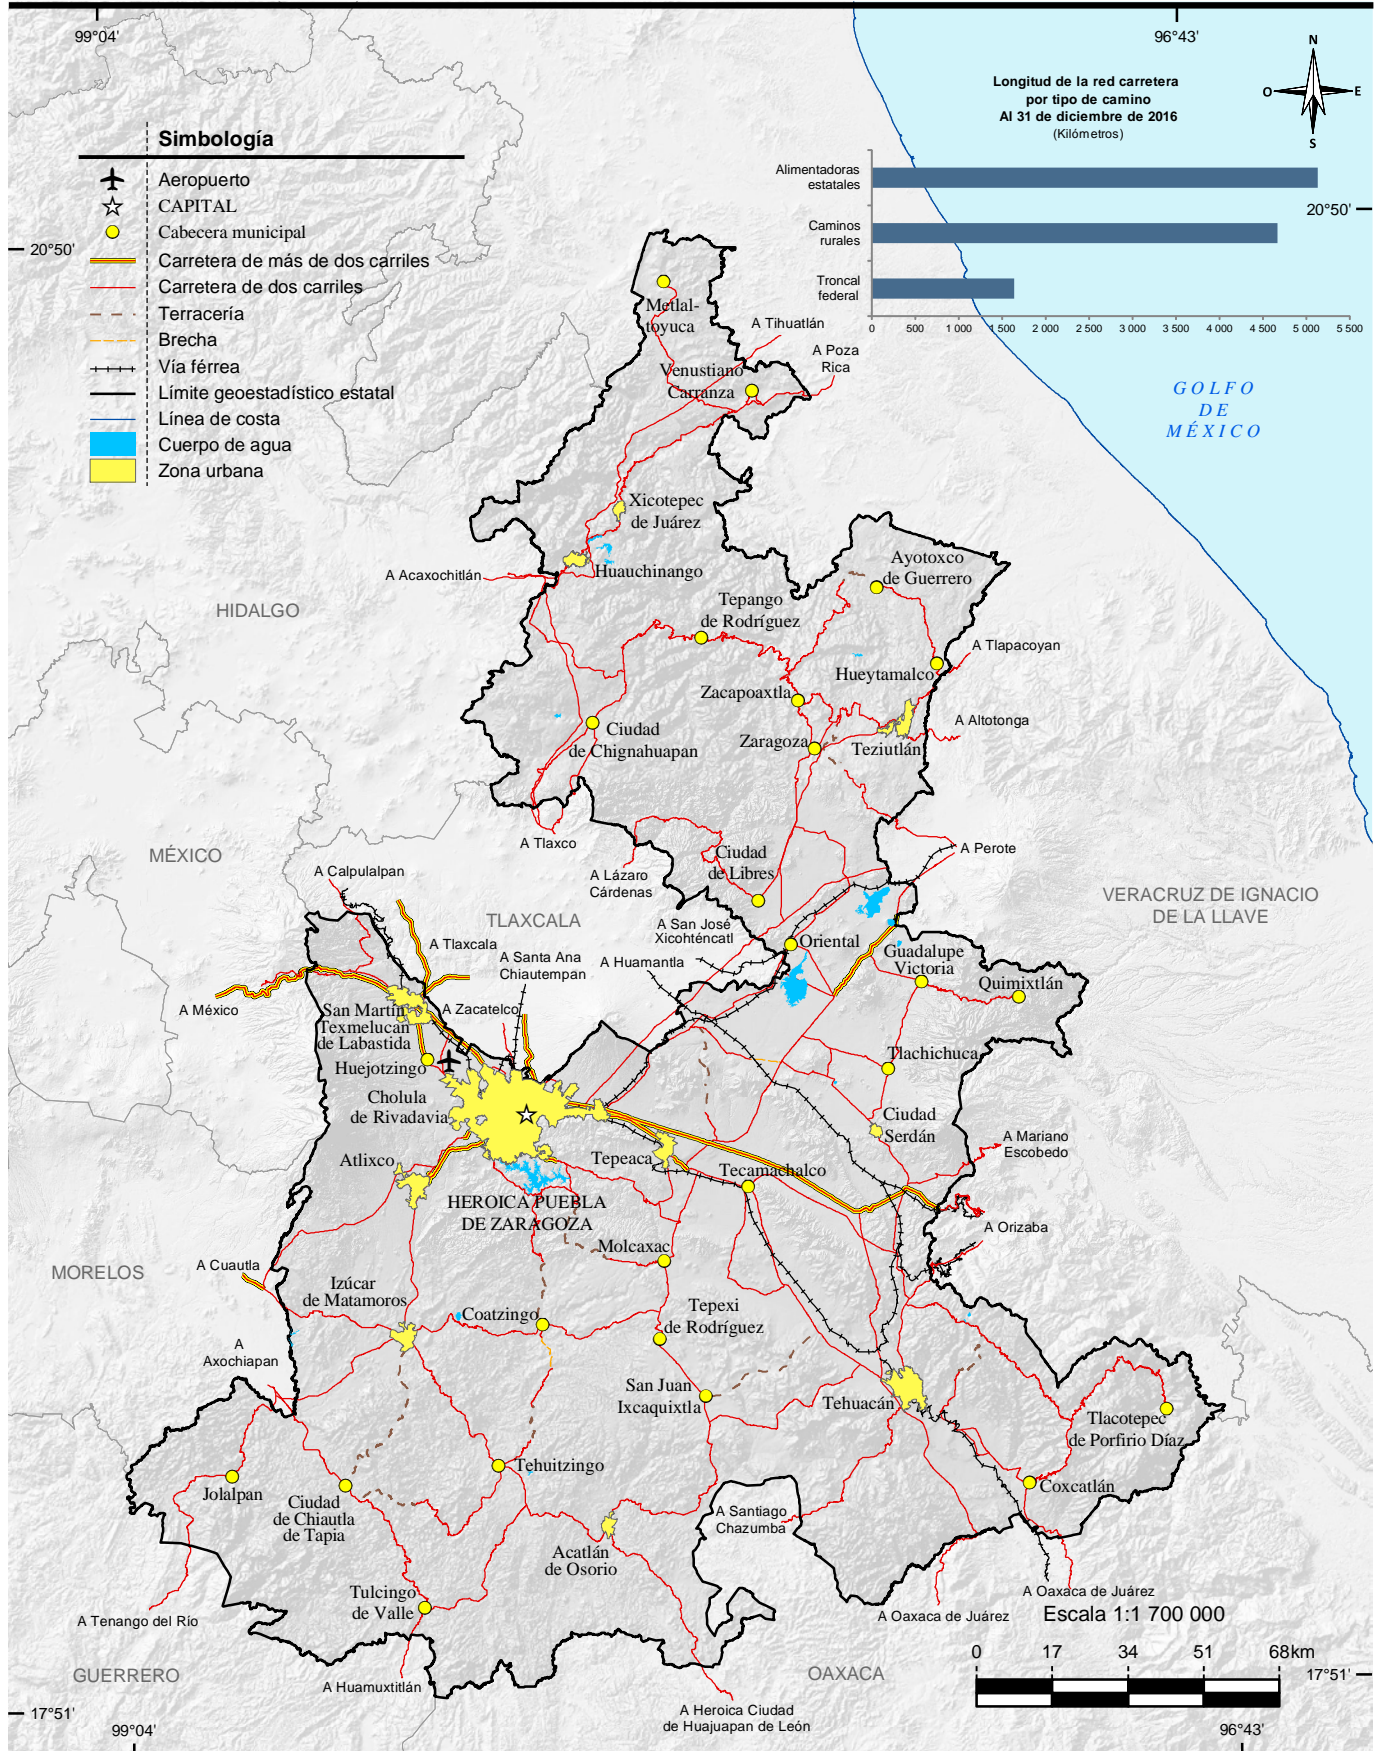 99°04'
96°43'
N
O
E
S
Longitud de la red carretera
por tipo de camino
Al 31 de diciembre de 2016
(Kilómetros)
Alimentadoras
estatales
Caminos
rurales
Troncal
federal
0 500 1 000 1 500 2 000 2 500 3 000 3 500 4 000 4 500 5 000 5 500
20°50'
20°50'
Simbología
Aeropuerto
CAPITAL
Cabecera municipal
Carretera de más de dos carriles
Carretera de dos carriles
Terracería
Brecha
Vía férrea
Límite geoestadístico estatal
Línea de costa
Cuerpo de agua
Zona urbana
GOLFO
DE
MÉXICO
Metlal-
toyuca
A Tihuatlán
A Poza
Rica
Venustiano
Carranza
Xicotepec
de Juárez
Huauchinango
A Acaxochitlán
HIDALGO
Ayotoxco
de Guerrero
Tepango
de Rodríguez
A Tlapacoyan
Hueytamalco
Zacapoaxtla
A Altotonga
Ciudad
de Chignahuapan
Zaragoza
Teziutlán
A Tlaxco
A Perote
MÉXICO
A Calpulalpan
A Lázaro
Cárdenas
Ciudad
de Libres
VERACRUZ DE IGNACIO
DE LA LLAVE
TLAXCALA
A San José
Xicohténcatl
A Tlaxcala
Oriental
A Santa Ana
Chiautempan
A Huamantla
Guadalupe
Victoria
Quimixtlán
A México
San Martín
Texmelucan
de Labastida
A Zacatelco
Huejotzingo
Tlachichuca
Cholula
de Rivadavia
Ciudad
Serdán
A Mariano
Escobedo
Atlixco
Tepeaca
Tecamachalco
HEROICA PUEBLA
DE ZARAGOZA
A Orizaba
Molcaxac
MORELOS
A Cuautla
Izúcar
de Matamoros
Coatzingo
Tepexi
de Rodríguez
A
Axochiapan
San Juan
Ixcaquixtla
Tehuacán
Tlacotepec
de Porfirio Díaz
Jolalpan
Tehuitzingo
Coxcatlán
Ciudad
de Chiautla
de Tapia
A Santiago
Chazumba
Acatlán
de Osorio
Tulcingo
de Valle
A Tenango del Río
A Oaxaca de Juárez
A Oaxaca de Juárez
Escala 1:1 700 000
0 17 34 51 68km
GUERRERO
A Huamuxtitlán
OAXACA
A Heroica Ciudad
de Huajuapan de León
17°51'
17°51'
99°04'
96°43'